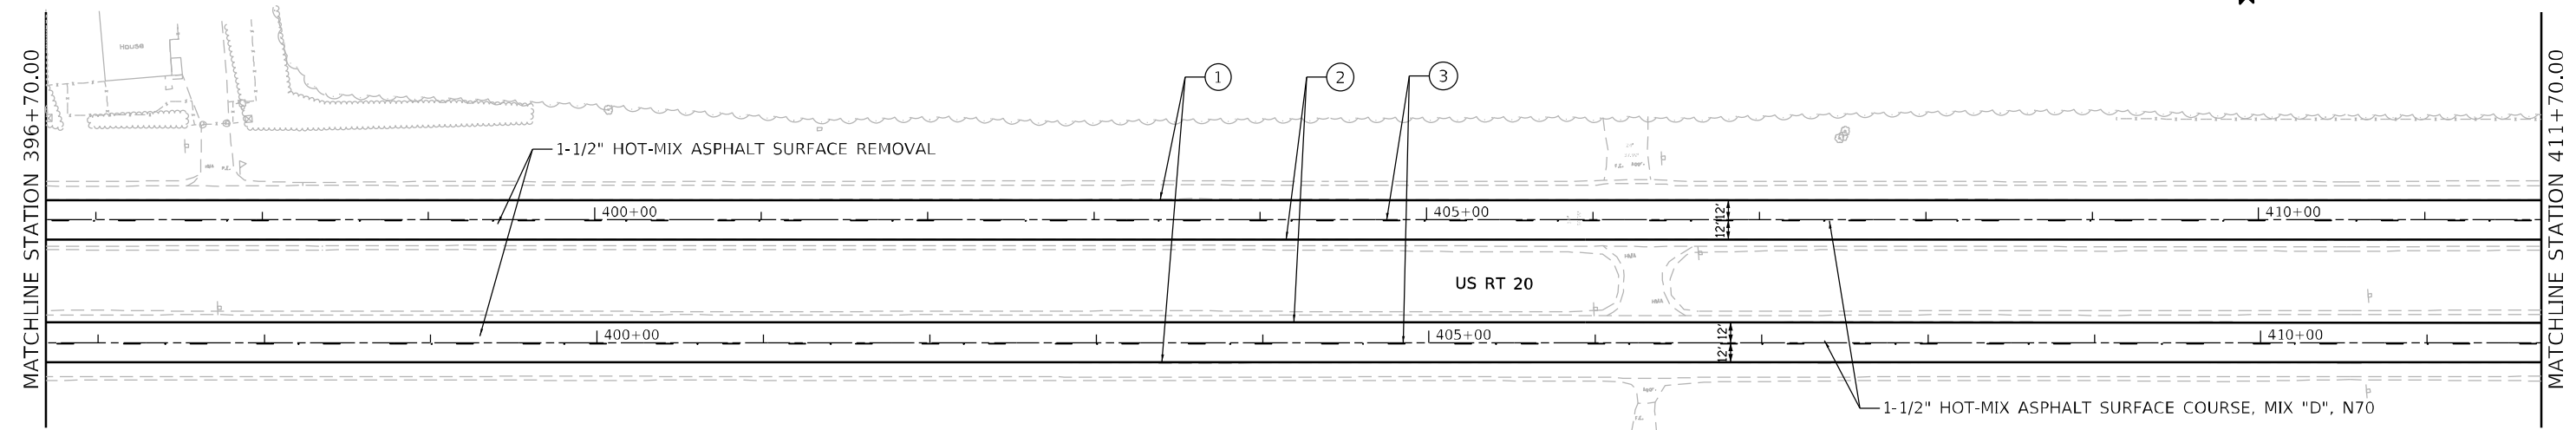 House
1
2
3
MATCHLINE STATION 396+70.00
MATCHLINE STATION 411+70.00
1-1/2" HOT-MIX ASPHALT SURFACE REMOVAL
400+00
405+00
12'
12'
410+00
HMA
US RT 20
HMA
400+00
405+00
12'
12'
410+00
1-1/2" HOT-MIX ASPHALT SURFACE COURSE, MIX "D", N70